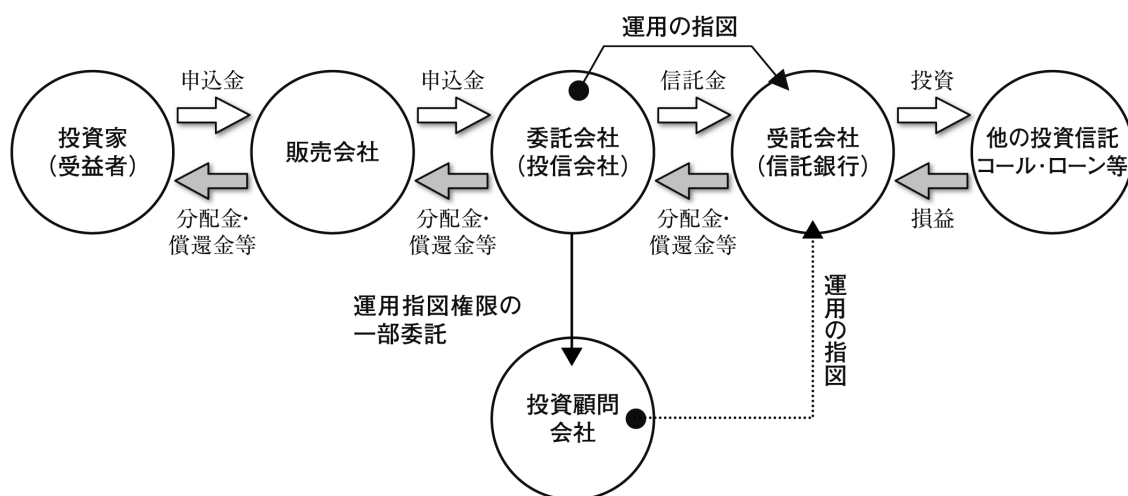 運用の指図
申込金
申込金
信託金
投資
投資家
(受益者)
販売会社
委託会社
(投信会社)
受託会社
(信託銀行)
他の投資信託
コール・ローン等
分配金・
償還金等
分配金・
償還金等
分配金・
償還金等
損益
運用指図権限の
一部委託
運用の指図
投資顧問
会社